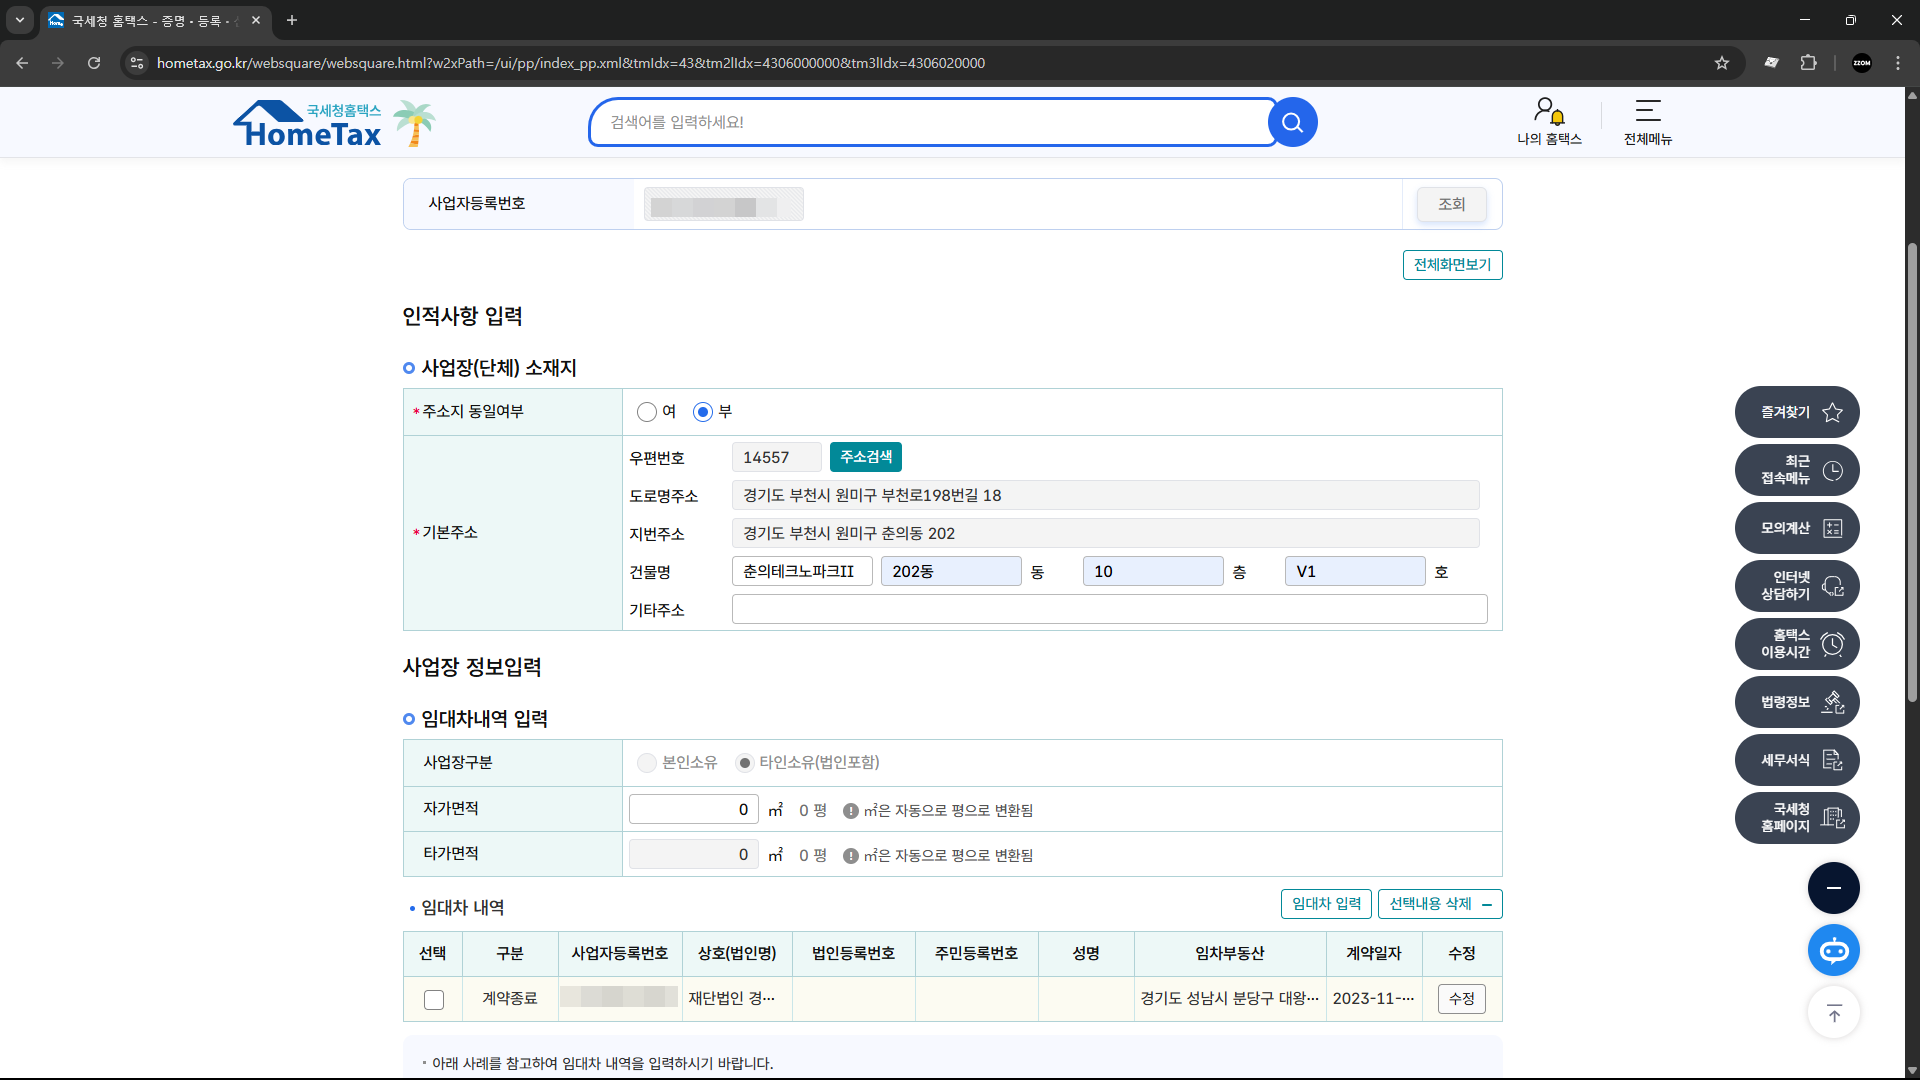 국세청 홈택스 - 증명 - 등록 -
hometax.go.kr/websquare/websquare.html?w2xPath=/ui/pp/index_pp.xml&tmIdx=43&tm2lIdx=4306000000&tm3lIdx=4306020000
ZZOM
국세청홈택스
HomeTax
검색어를 입력하세요!
나의 홈택스
전체메뉴
사업자등록번호
조회
전체화면보기
인적사항 입력
사업장(단체) 소재지
*주소지 동일여부 여 부
*기본주소
우편번호 14557 주소검색
도로명주소 경기도 부천시 원미구 부천로198번길 18
지번주소 경기도 부천시 원미구 춘의동 202
건물명 춘의테크노파크II 202동 동 10 층 V1 호
기타주소
사업장 정보입력
임대차내역 입력
사업장구분 본인소유 타인소유(법인포함)
자가면적 0 ㎡ 0 평 ㎡은 자동으로 평으로 변환됨
타가면적 0 ㎡ 0 평 ㎡은 자동으로 평으로 변환됨
임대차 내역 임대차 입력 선택내용 삭제
선택 구분 사업자등록번호 상호(법인명) 법인등록번호 주민등록번호 성명 임차부동산 계약일자 수정
계약종료 재단법인 경··· 경기도 성남시 분당구 대왕··· 2023-11-··· 수정
아래 사례를 참고하여 임대차 내역을 입력하시기 바랍니다.
즐겨찾기
최근
접속메뉴
모의계산
인터넷
상담하기
홈택스
이용시간
법령정보
세무서식
국세청
홈페이지